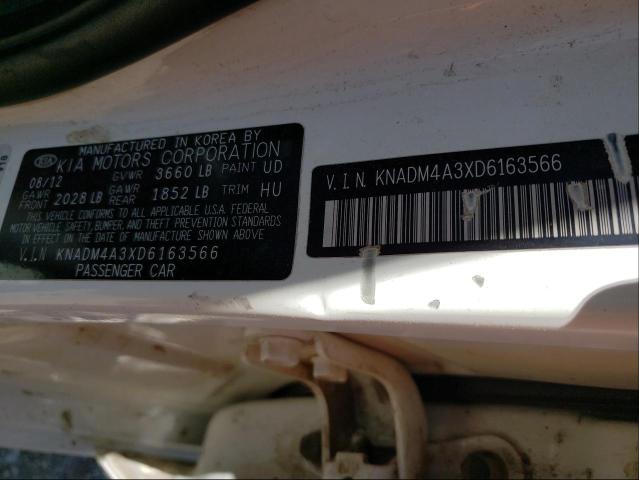 MANUFACTURED IN KOREA BY
KIA KIA MOTORS CORPORATION
08/12 GVWR 3660 LB PAINT UD
GAWR FRONT 2028 LB GAWR REAR 1852 LB TRIM HU
THIS VEHICLE CONFORMS TO ALL APPLICABLE U.S.A. FEDERAL
MOTOR VEHICLE SAFETY, BUMPER, AND THEFT PREVENTION STANDARDS
IN EFFECT ON THE DATE OF MANUFACTURE SHOWN ABOVE
V.I.N KNADM4A3XD6163566
PASSENGER CAR
V.I.N. KNADM4A3XD6163566